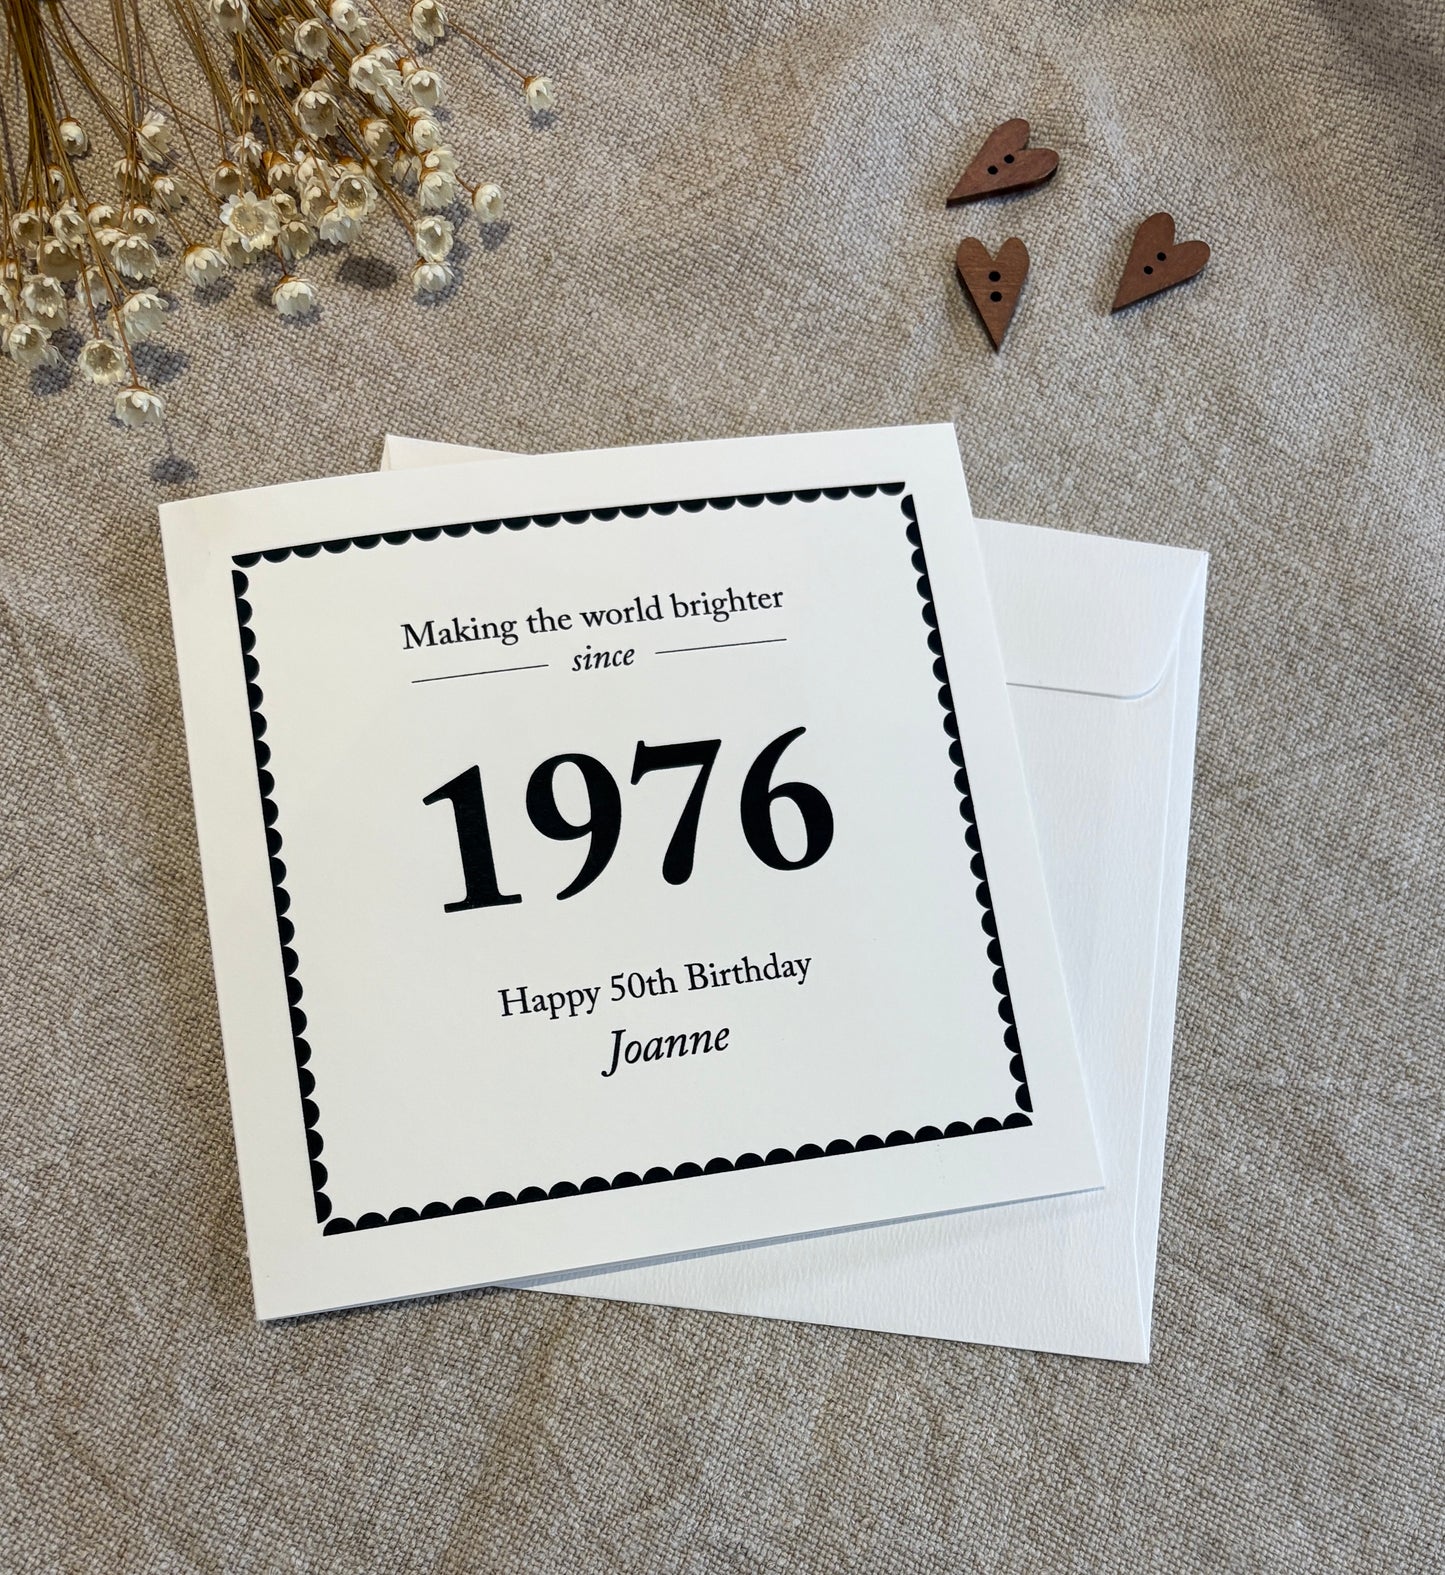 Making the world brighter
since
1976
Happy 50th Birthday
Joanne